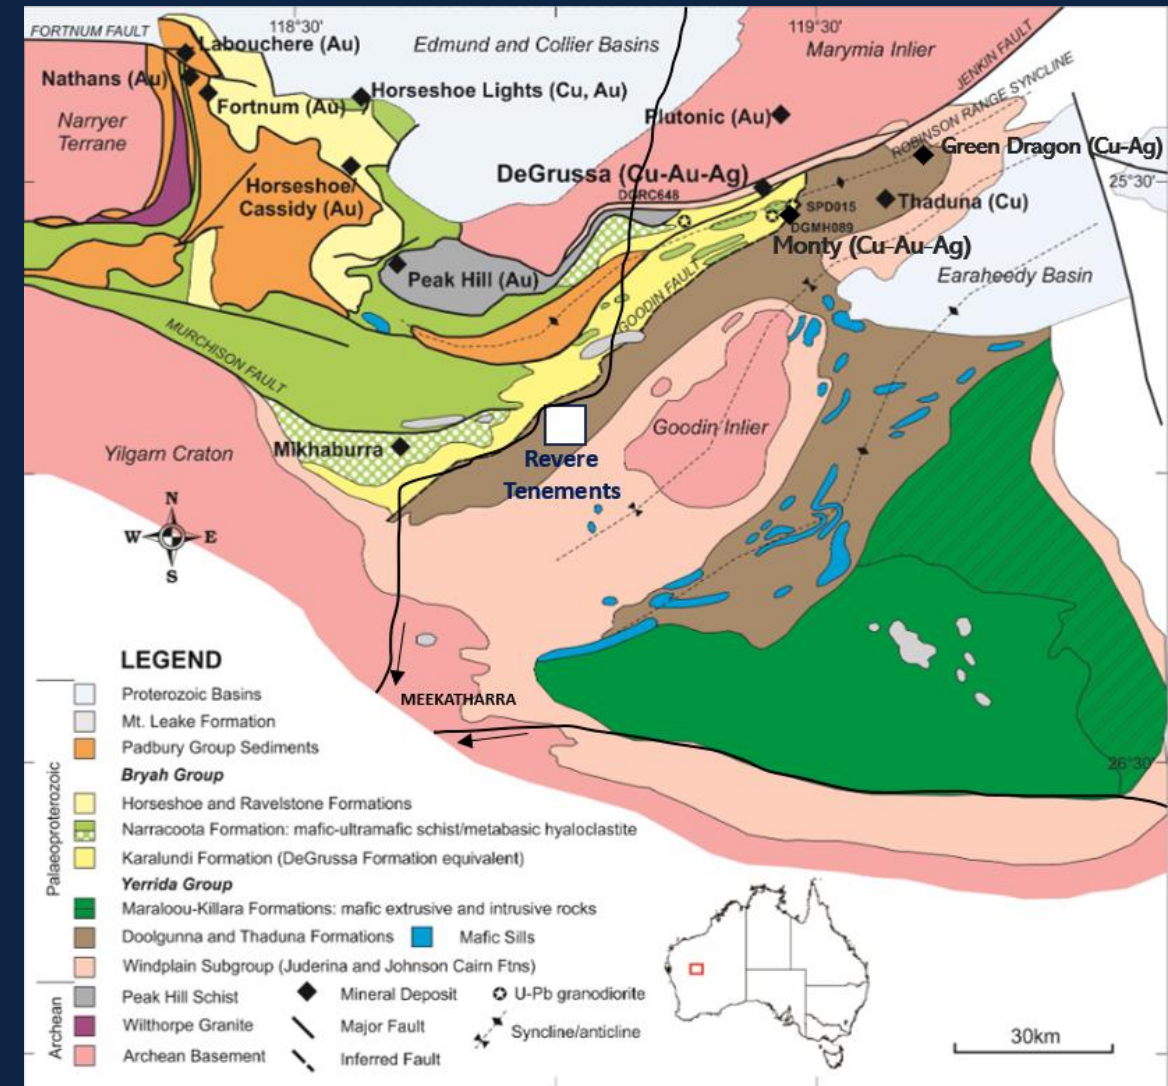 118°30'
119°30'
FORTNUM FAULT
Labouchere (Au)
Edmund and Collier Basins
Marymia Inlier
JENKIN FAULT
Nathans (Au)
Horseshoe Lights (Cu, Au)
Fortnum (Au)
Plutonic (Au)
ROBINSON RANGE SYNCLINE
Narryer
Terrane
Green Dragon (Cu-Ag)
DeGrussa (Cu-Au-Ag)
25°30'
Horseshoe/
Cassidy (Au)
DGRC648
SPD015
Thaduna (Cu)
DGMH089
Monty (Cu-Au-Ag)
Peak Hill (Au)
Earaheedy Basin
GOODIN FAULT
MURCHISON FAULT
Goodin Inlier
Yilgarn Craton
Mikhaburra
Revere
Tenements
N
W E
S
LEGEND
MEEKATHARRA
26°30'
Palaeoproterozoic
Proterozoic Basins
Mt. Leake Formation
Padbury Group Sediments
Bryah Group
Horseshoe and Ravelstone Formations
Narracoota Formation: mafic-ultramafic schist/metabasic hyaloclastite
Karalundi Formation (DeGrussa Formation equivalent)
Yerrida Group
Maraloou-Killara Formations: mafic extrusive and intrusive rocks
Doolgunna and Thaduna Formations Mafic Sills
Windplain Subgroup (Juderina and Johnson Cairn Ftns)
Archean
Peak Hill Schist Mineral Deposit U-Pb granodiorite
Wilthorpe Granite Major Fault Syncline/anticline
Archean Basement Inferred Fault
30km